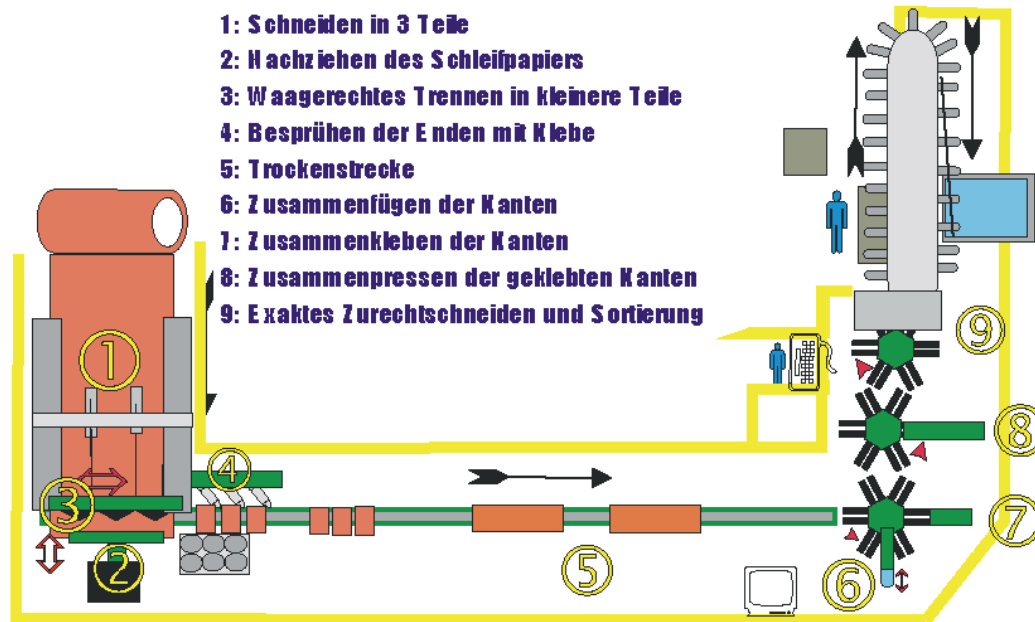 1: Schneiden in 3 Teile
2: Nachziehen des Schleifpapiers
3: Waagerechtes Trennen in kleinere Teile
4: Besprühen der Enden mit Klebe
5: Trockenstrecke
6: Zusammenfügen der Kanten
7: Zusammenkleben der Kanten
8: Zusammenpressen der geklebten Kanten
9: Exaktes Zurechtschneiden und Sortierung
9
1
8
4
3
7
2
5
6